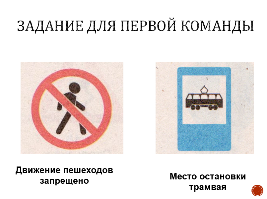 ЗАДАНИЕ ДЛЯ ПЕРВОЙ КОМАНДЫ
Движение пешеходов
запрещено
Место остановки
трамвая